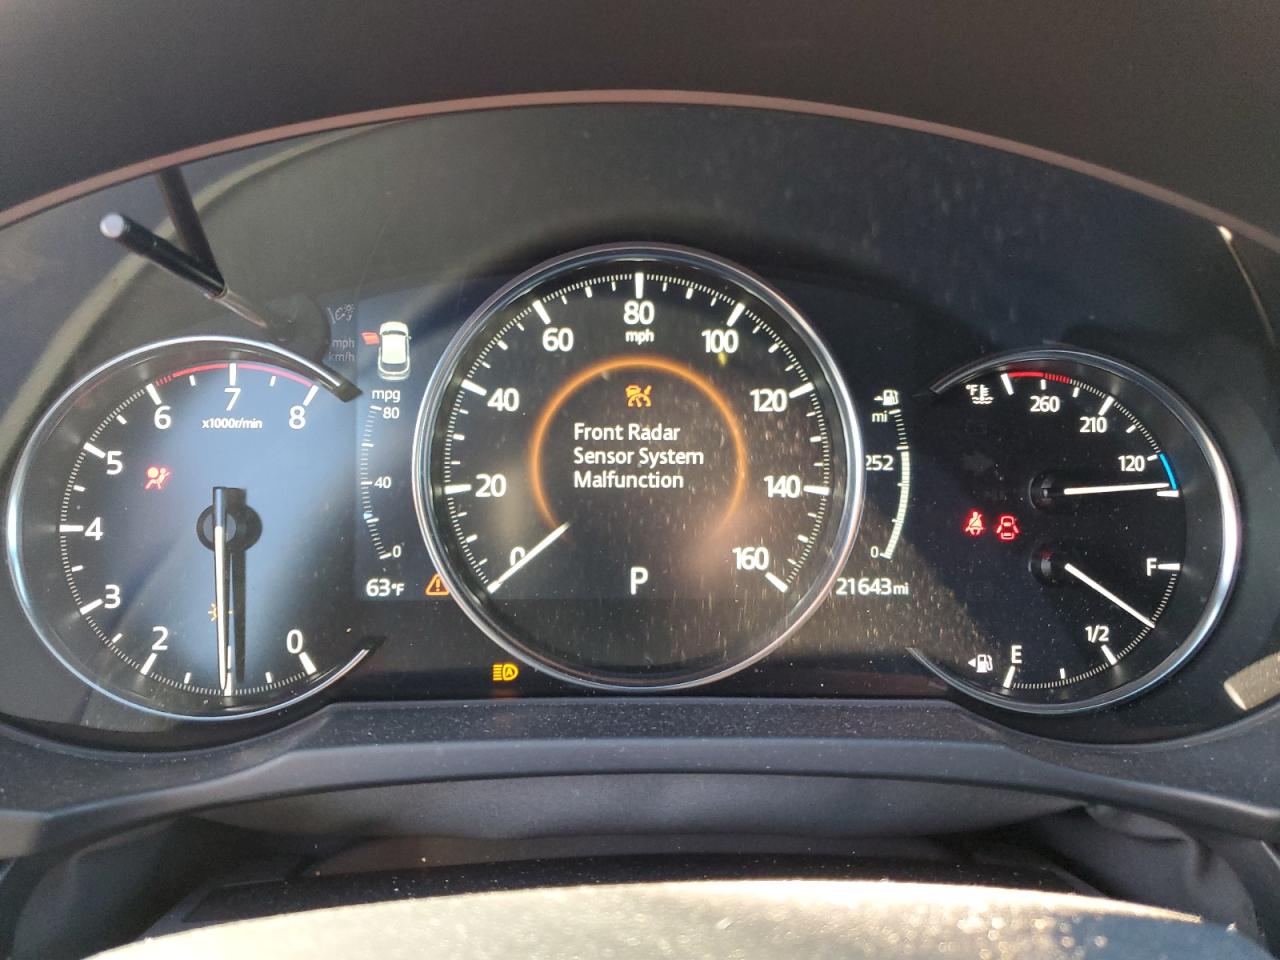 8
7
6
x1000r/min
5
4
3
2
0
mph
km/h
mpg
80
40
0
63°F
80
mph
60
100
40
120
20
140
0
160
Front Radar
Sensor System
Malfunction
P
mi
252
0
21643mi
°F
260
210
120
F
1/2
E